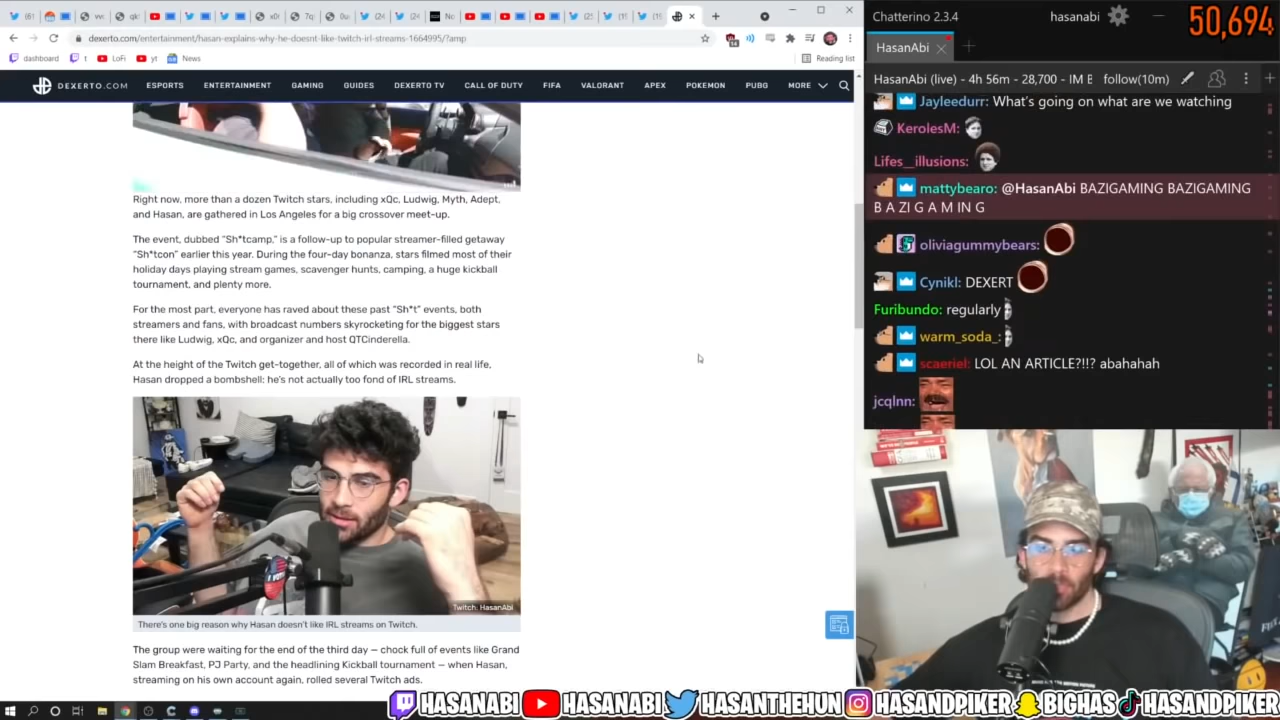 dexerto.com/entertainment/hasan-explains-why-he-doesnt-like-twitch-irl-streams-1664995/?amp
dashboard
t
LoFi
yt
News
Reading list
DEXERTO.COM
ESPORTS
ENTERTAINMENT
GAMING
GUIDES
DEXERTO TV
CALL OF DUTY
FIFA
VALORANT
APEX
POKEMON
PUBG
MORE
Right now, more than a dozen Twitch stars, including xQc, Ludwig, Myth, Adept,
and Hasan, are gathered in Los Angeles for a big crossover meet-up.
The event, dubbed “Sh*tcamp,” is a follow-up to popular streamer-filled getaway
“Sh*tcon” earlier this year. During the four-day bonanza, stars filmed most of their
holiday days playing stream games, scavenger hunts, camping, a huge kickball
tournament, and plenty more.
For the most part, everyone has raved about these past “Sh*t” events, both
streamers and fans, with broadcast numbers skyrocketing for the biggest stars
there like Ludwig, xQc, and organizer and host QTCinderella.
At the height of the Twitch get-together, all of which was recorded in real life,
Hasan dropped a bombshell: he's not actually too fond of IRL streams.
Twitch: HasanAbi
There's one big reason why Hasan doesn't like IRL streams on Twitch.
The group were waiting for the end of the third day — chock full of events like Grand
Slam Breakfast, PJ Party, and the headlining Kickball tournament — when Hasan,
streaming on his own account again, rolled several Twitch ads.
Chatterino 2.3.4
hasanabi
50,694
HasanAbi
HasanAbi (live) - 4h 56m - 28,700 - IM B
follow(10m)
Jayleedurr: What's going on what are we watching
KerolesM:
Lifes__illusions:
mattybearo: @HasanAbi BAZIGAMING BAZIGAMING
B A ZI G A M IN G
oliviagummybears:
Cynikl: DEXERT
Furibundo: regularly
warm_soda_:
scaeriel: LOL AN ARTICLE?!!? abahahah
jcqlnn:
HASANABI
HASANABI
HASANTHEHUN
HASANDPIKER
BIGHAS
HASANDPIKER